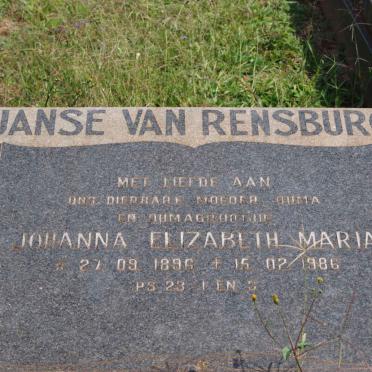 JANSE VAN RENSBURG
MET LIEFDE AAN
ONS DIERBARE MOEDER OUMA
EN OUMAGROOTJIE
JOHANNA ELIZABETH MARIA
* 27 09 1896 + 15 02 1986
PS 23 1 EN